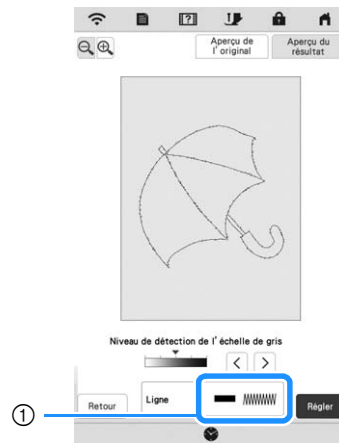 Aperçu de
l'original
Aperçu du
résultat
Niveau de détection de l'échelle de gris
< >
Retour
Ligne
Régler
①